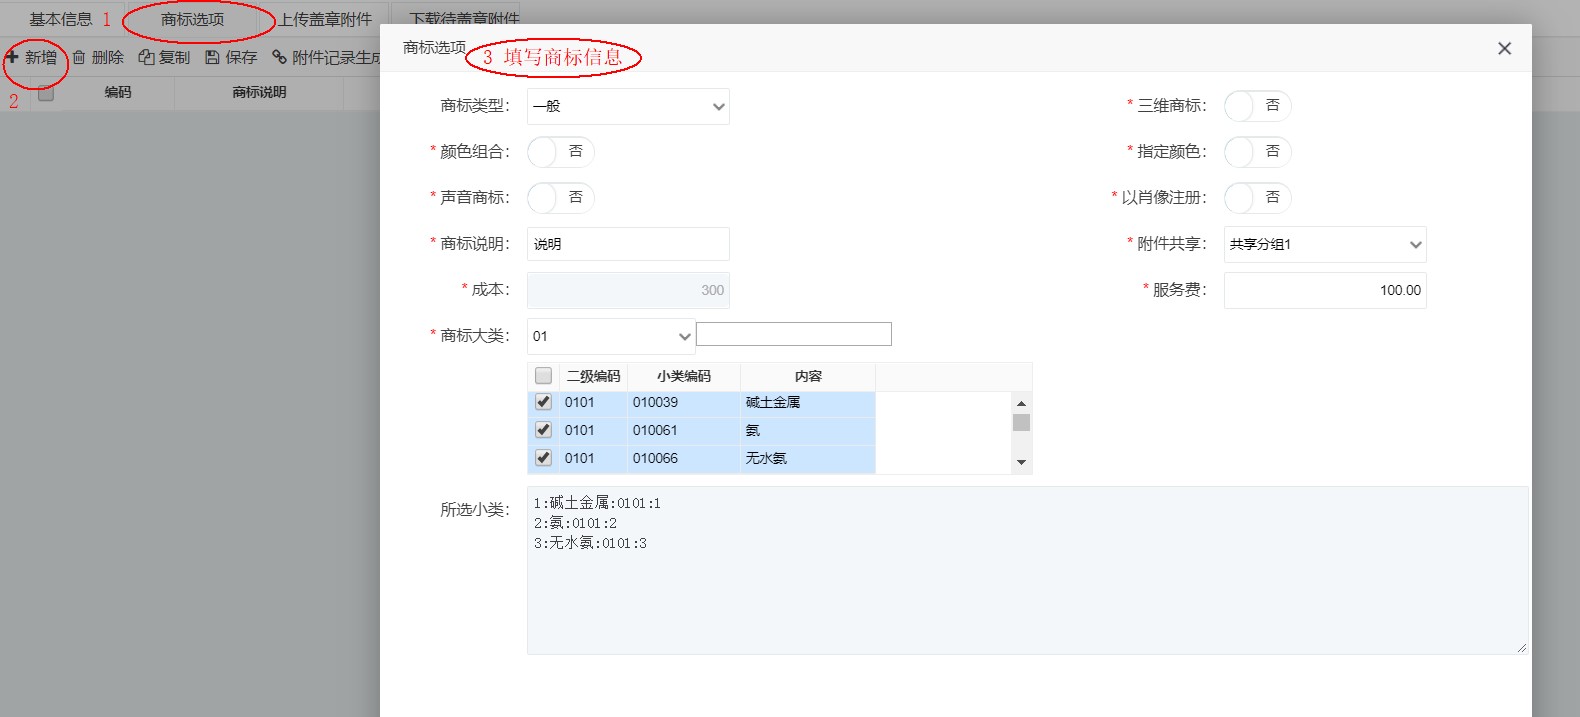 基本信息 1 商标选项 上传盖章附件 下载待盖章附件
新增 删除 复制 保存 附件记录生成
2
编码 商标说明
商标选项 3 填写商标信息
商标类型： 一般 * 三维商标： 否
* 颜色组合： 否 * 指定颜色： 否
* 声音商标： 否 * 以肖像注册： 否
* 商标说明： 说明 * 附件共享： 共享分组1
* 成本： 300 * 服务费： 100.00
* 商标大类： 01
二级编码 小类编码 内容
0101 010039 碱土金属
0101 010061 氨
0101 010066 无水氨
所选小类：
1:碱土金属:0101:1
2:氨:0101:2
3:无水氨:0101:3